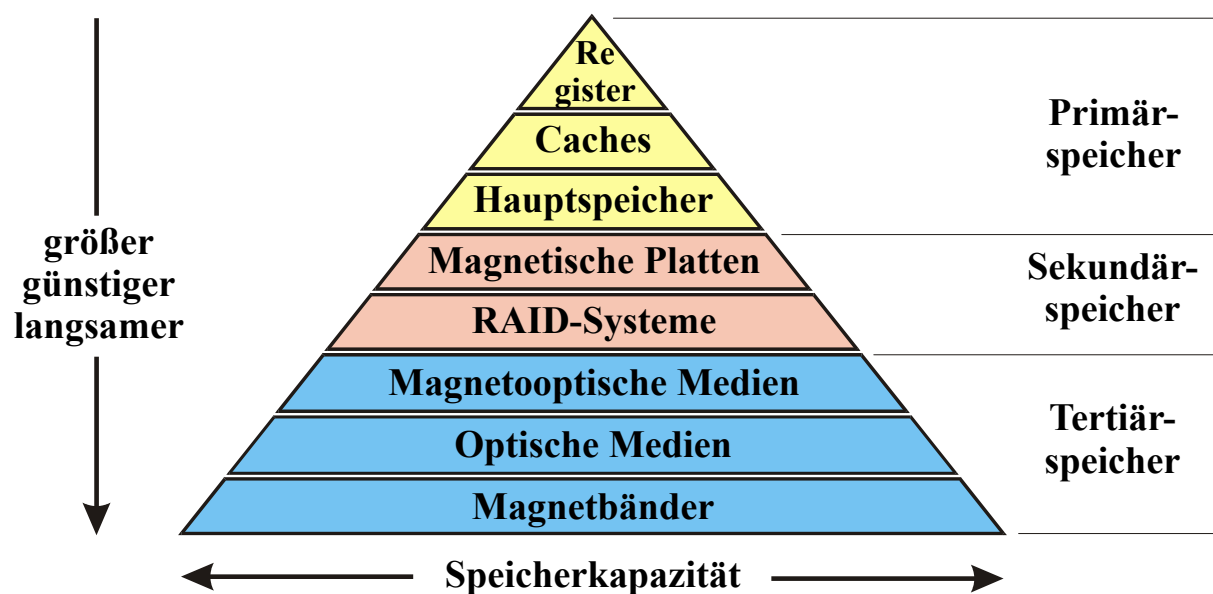 Re
gister
Caches
Hauptspeicher
Magnetische Platten
RAID-Systeme
Magnetooptische Medien
Optische Medien
Magnetbänder
größer
günstiger
langsamer
Primär-
speicher
Sekundär-
speicher
Tertiär-
speicher
Speicherkapazität